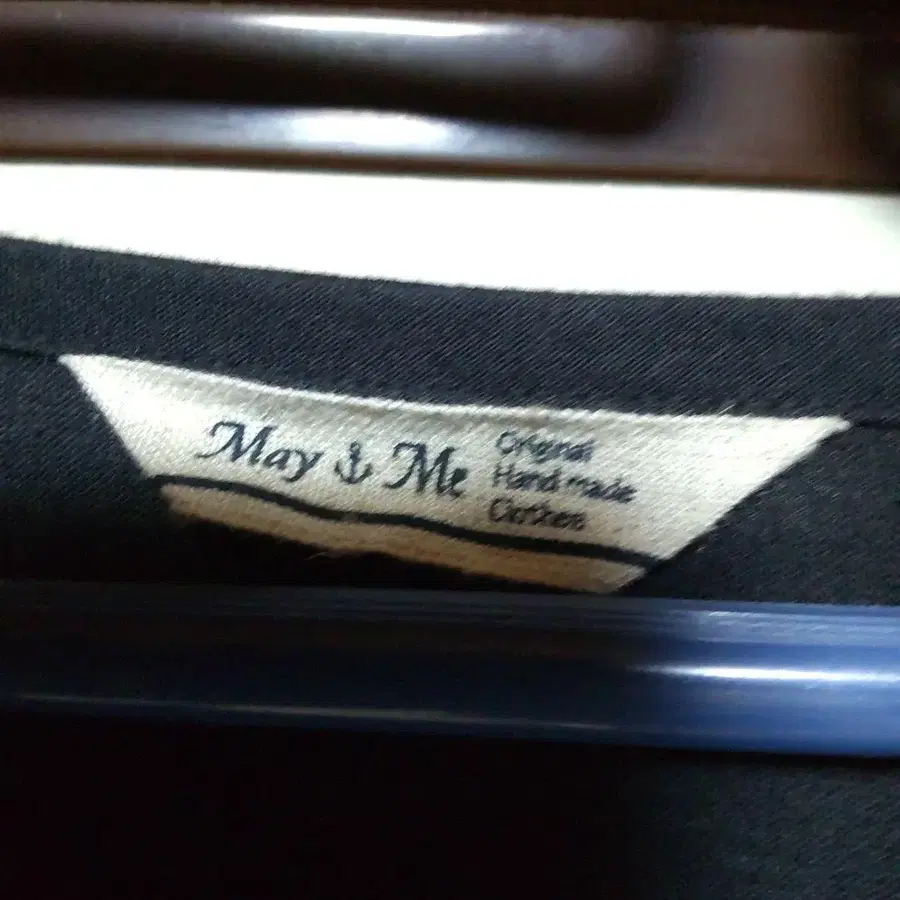 May ⚓ Me
Original
Hand made
Clothes